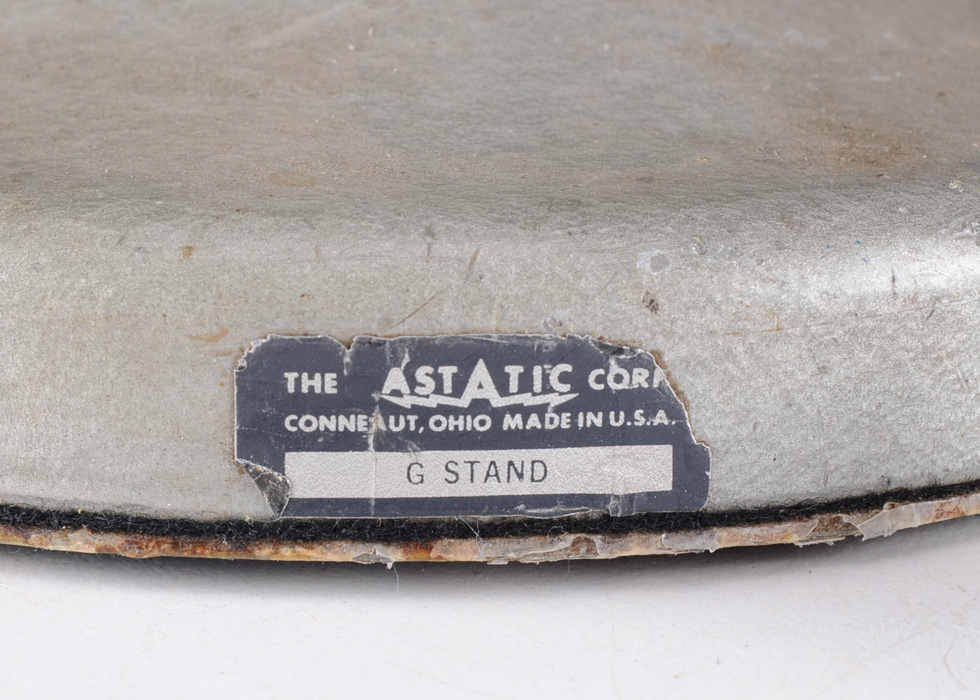 THE ASTATIC CORP
CONNEAUT, OHIO MADE IN U.S.A.
G STAND